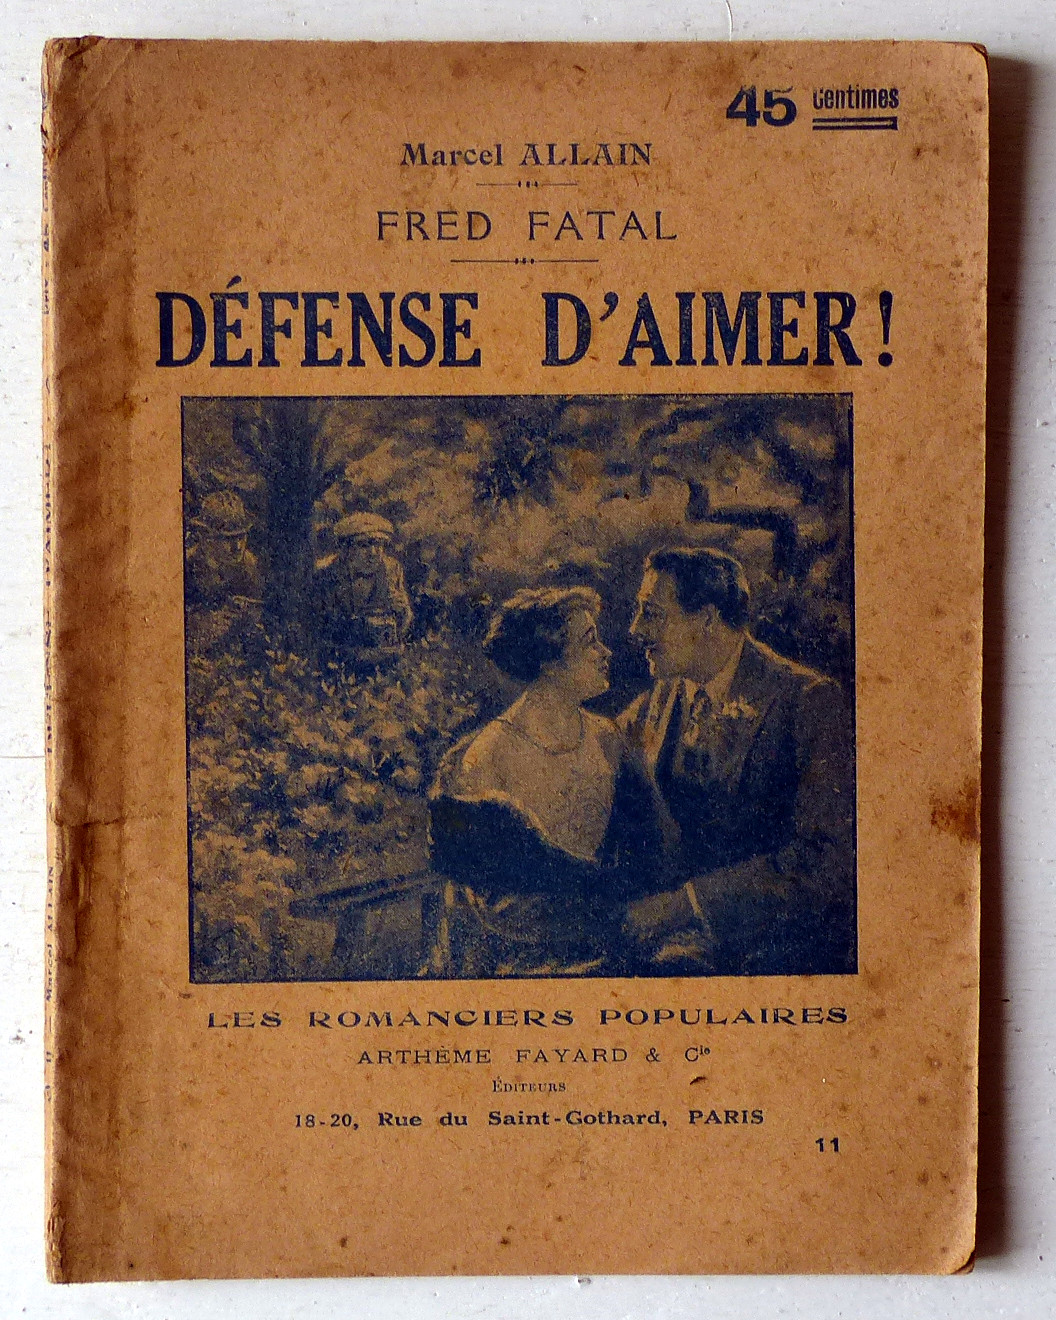 45 Centimes
Marcel ALLAIN
FRED FATAL
DÉFENSE D'AIMER !
LES ROMANCIERS POPULAIRES
ARTHÈME FAYARD & Cie
ÉDITEURS
18-20, Rue du Saint-Gothard, PARIS
11